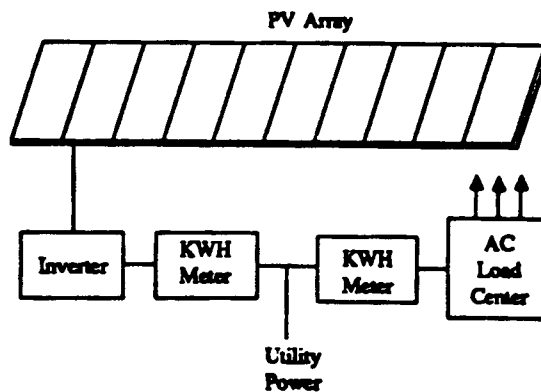 PV Array
Inverter
KWH
Meter
KWH
Meter
AC
Load
Center
Utility
Power